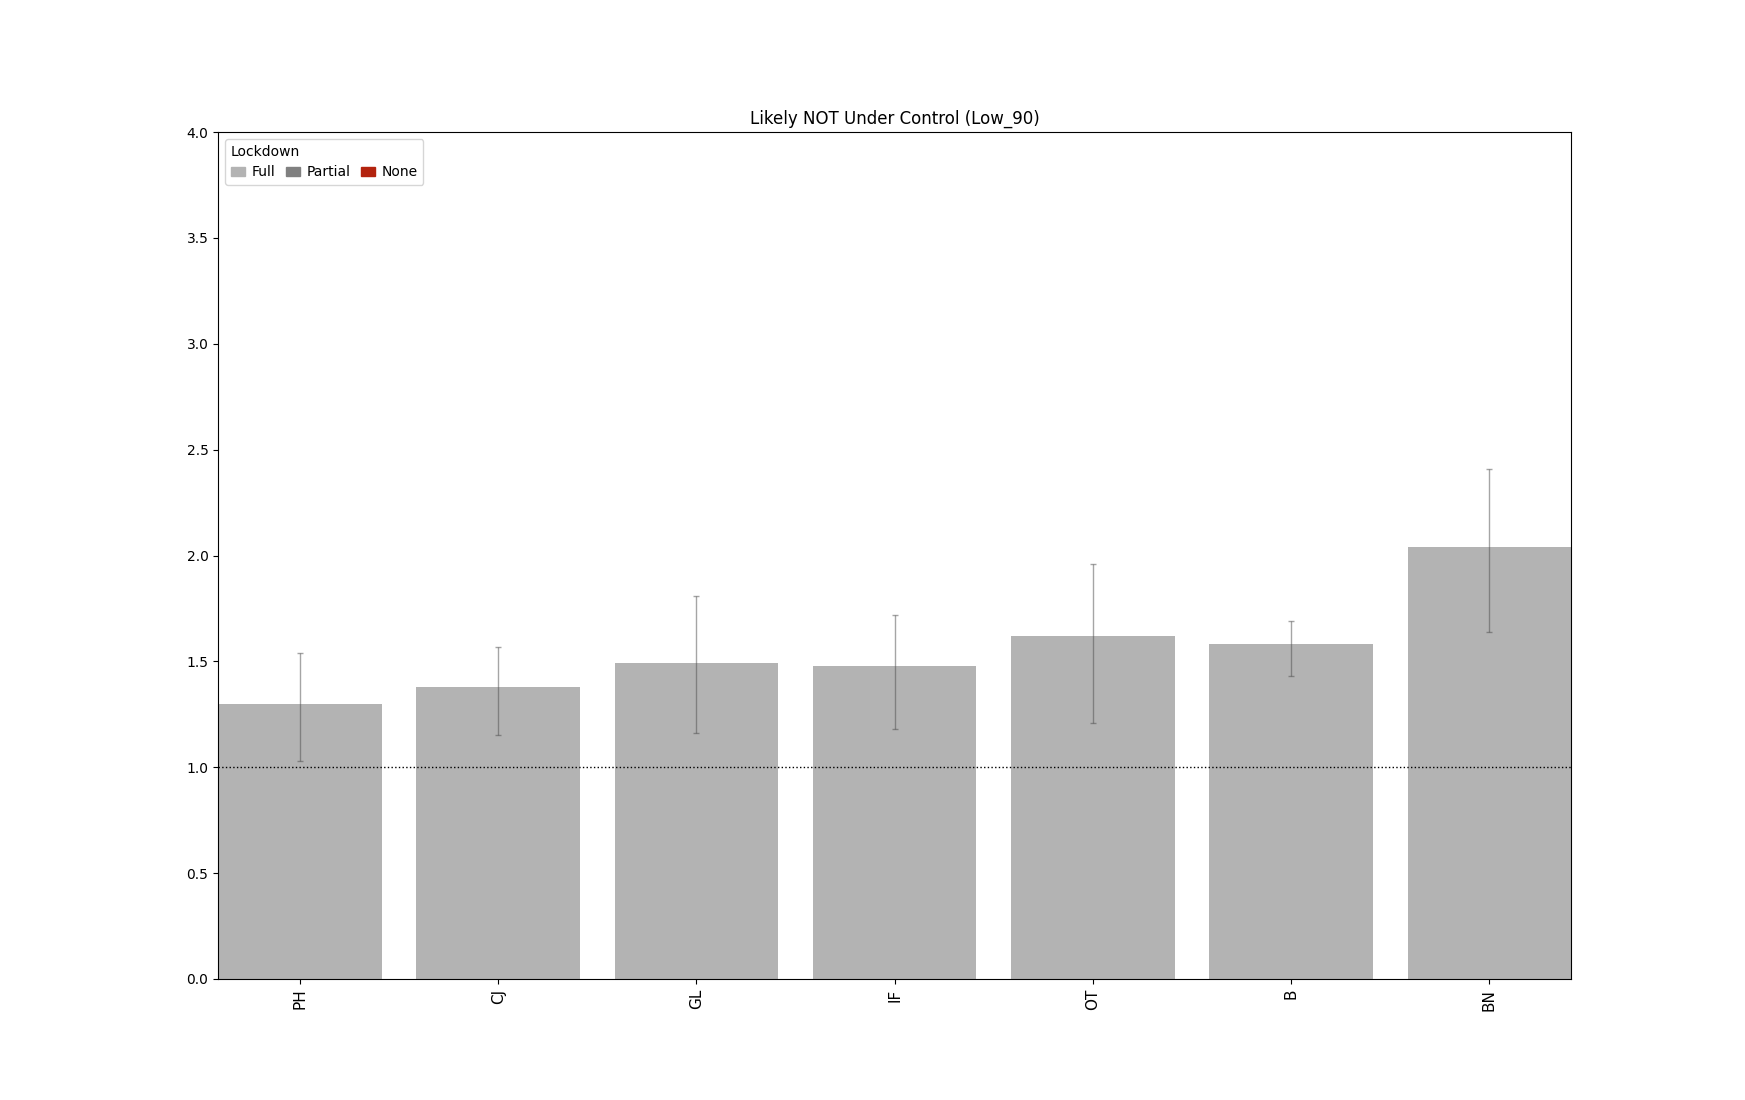 Likely NOT Under Control (Low_90)
Lockdown
Full Partial None
4.0
3.5
3.0
2.5
2.0
1.5
1.0
0.5
0.0
PH CJ GL IF OT B BN